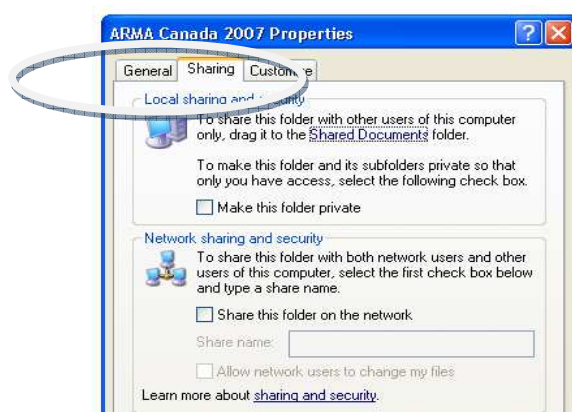 ARMA Canada 2007 Properties
General Sharing Customize
Local sharing and security
To share this folder with other users of this computer
only, drag it to the Shared Documents folder.
To make this folder and its subfolders private so that
only you have access, select the following check box.
Make this folder private
Network sharing and security
To share this folder with both network users and other
users of this computer, select the first check box below
and type a share name.
Share this folder on the network
Share name:
Allow network users to change my files
Learn more about sharing and security.